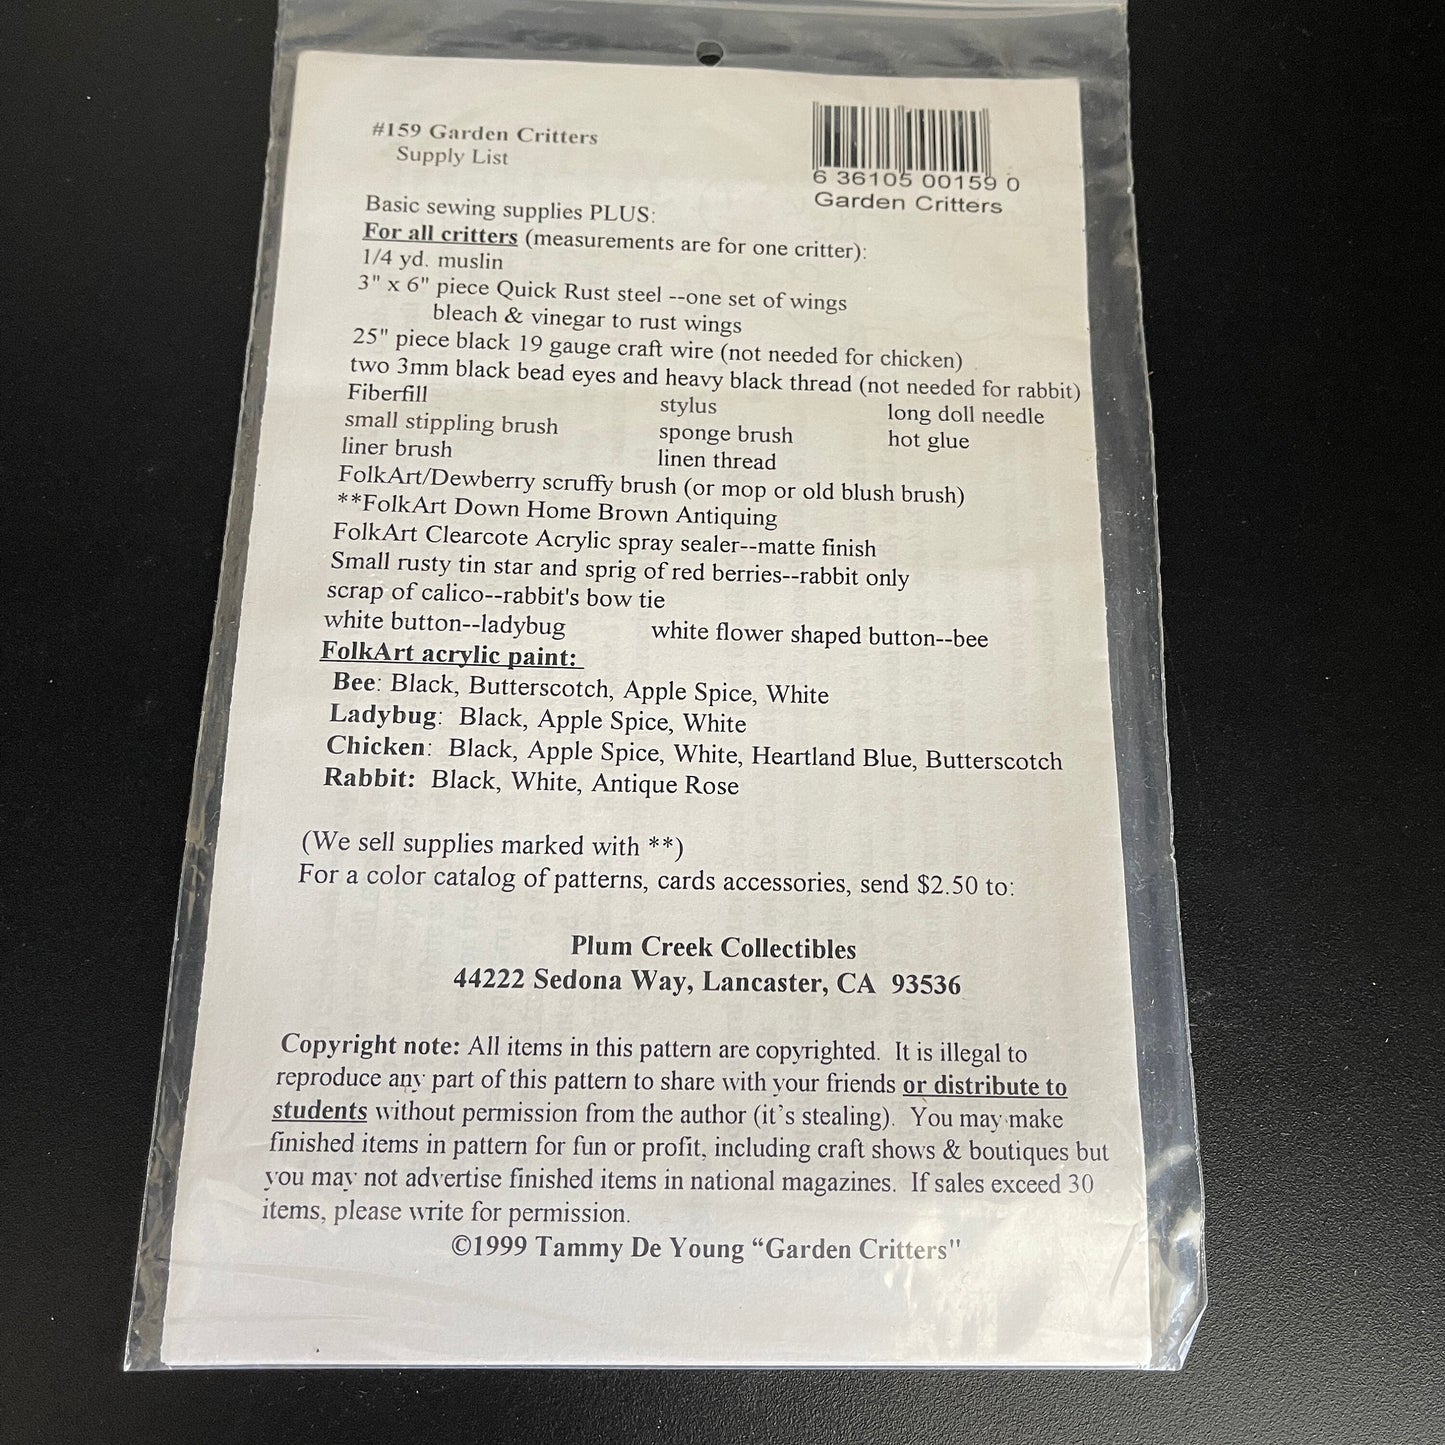 #159 Garden Critters
Supply List
6 36105 00159 0
Garden Critters
Basic sewing supplies PLUS:
For all critters (measurements are for one critter):
1/4 yd. muslin
3" x 6" piece Quick Rust steel --one set of wings
bleach & vinegar to rust wings
25" piece black 19 gauge craft wire (not needed for chicken)
two 3mm black bead eyes and heavy black thread (not needed for rabbit)
Fiberfill stylus long doll needle
small stippling brush sponge brush hot glue
liner brush linen thread
FolkArt/Dewberry scruffy brush (or mop or old blush brush)
**FolkArt Down Home Brown Antiquing
FolkArt Clearcote Acrylic spray sealer--matte finish
Small rusty tin star and sprig of red berries--rabbit only
scrap of calico--rabbit's bow tie
white button--ladybug white flower shaped button--bee
FolkArt acrylic paint:
Bee: Black, Butterscotch, Apple Spice, White
Ladybug: Black, Apple Spice, White
Chicken: Black, Apple Spice, White, Heartland Blue, Butterscotch
Rabbit: Black, White, Antique Rose
(We sell supplies marked with **)
For a color catalog of patterns, cards accessories, send $2.50 to:
Plum Creek Collectibles
44222 Sedona Way, Lancaster, CA 93536
Copyright note: All items in this pattern are copyrighted. It is illegal to
reproduce any part of this pattern to share with your friends or distribute to
students without permission from the author (it's stealing). You may make
finished items in pattern for fun or profit, including craft shows & boutiques but
you may not advertise finished items in national magazines. If sales exceed 30
items, please write for permission.
©1999 Tammy De Young “Garden Critters"